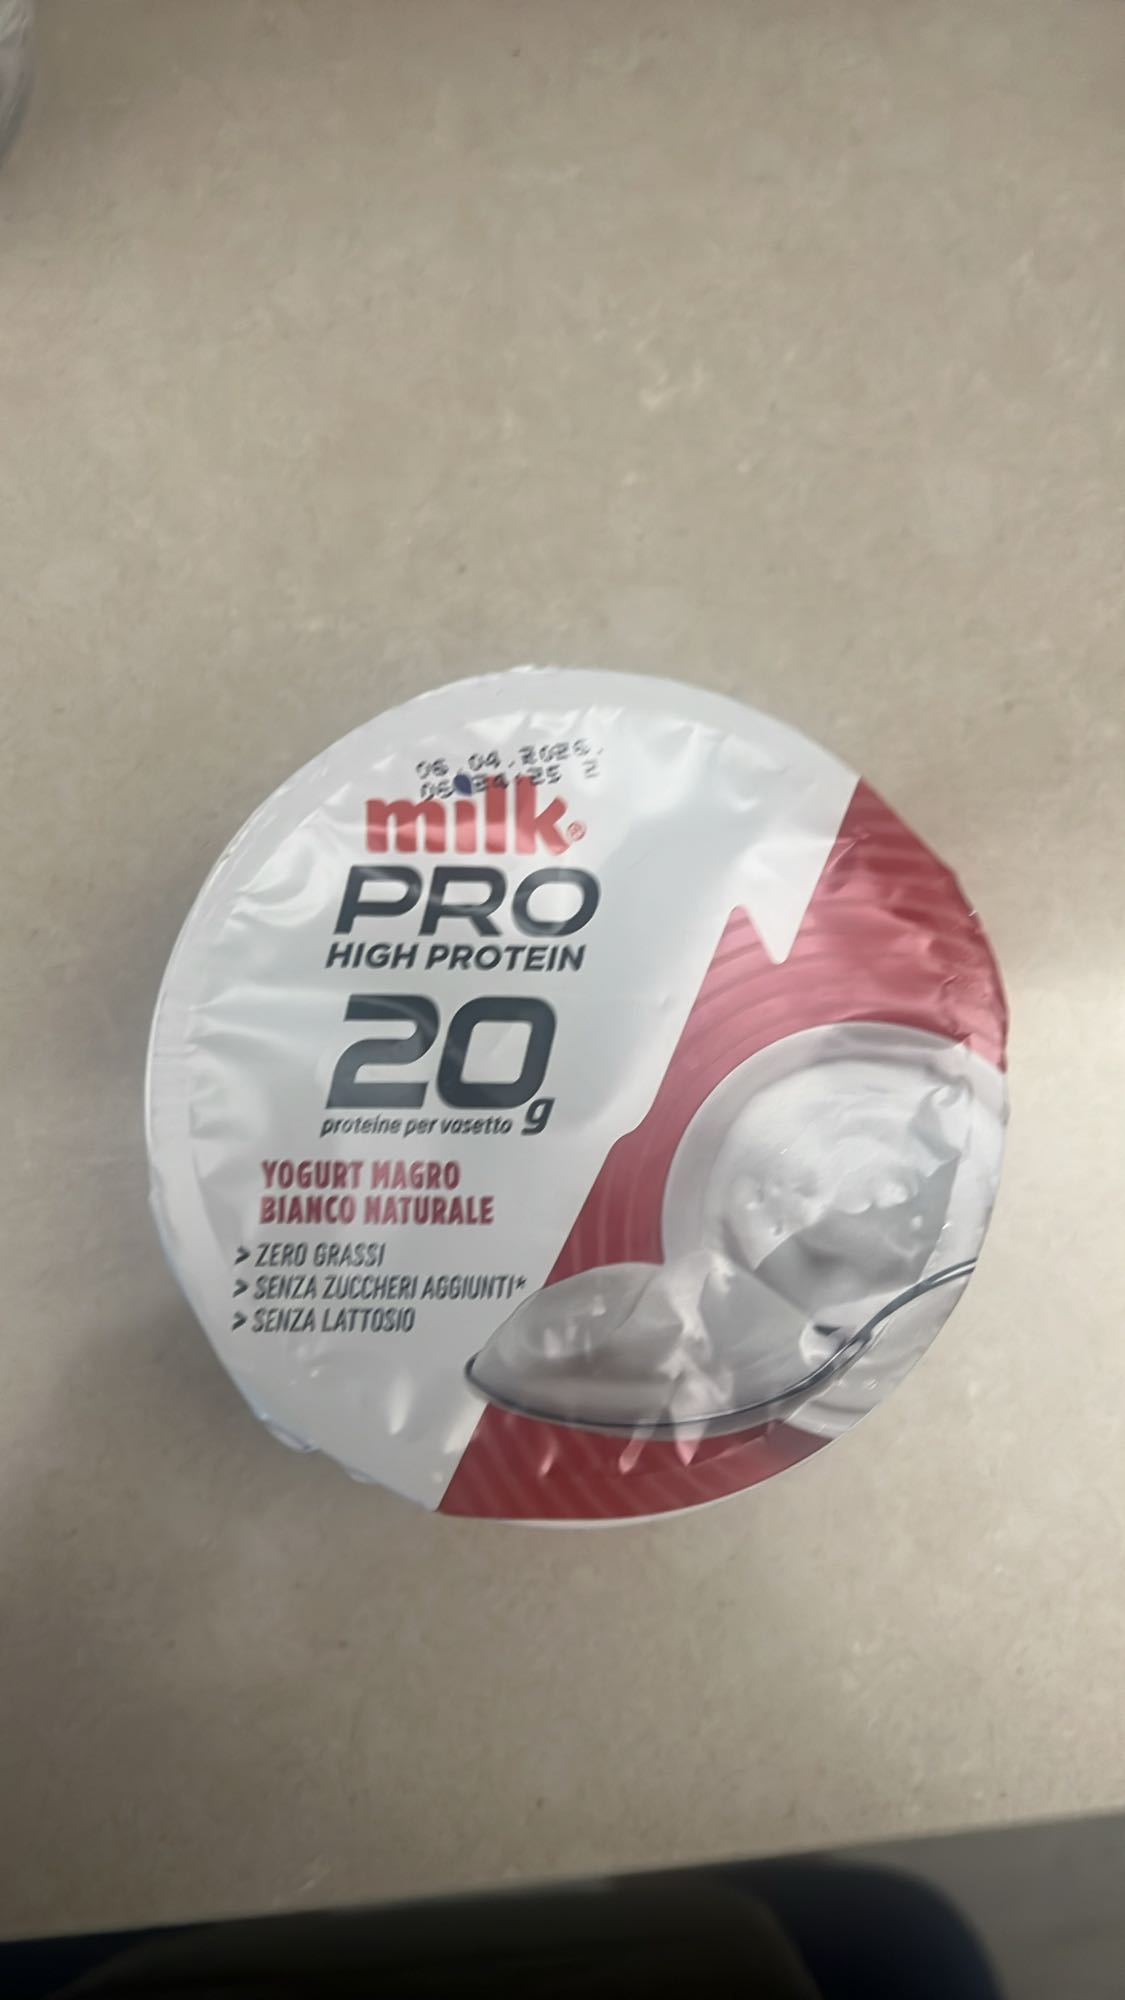 06.04.2026.
milk®
PRO
HIGH PROTEIN
20g
proteine per vasetto
YOGURT MAGRO
BIANCO NATURALE
> ZERO GRASSI
> SENZA ZUCCHERI AGGIUNTI*
> SENZA LATTOSIO